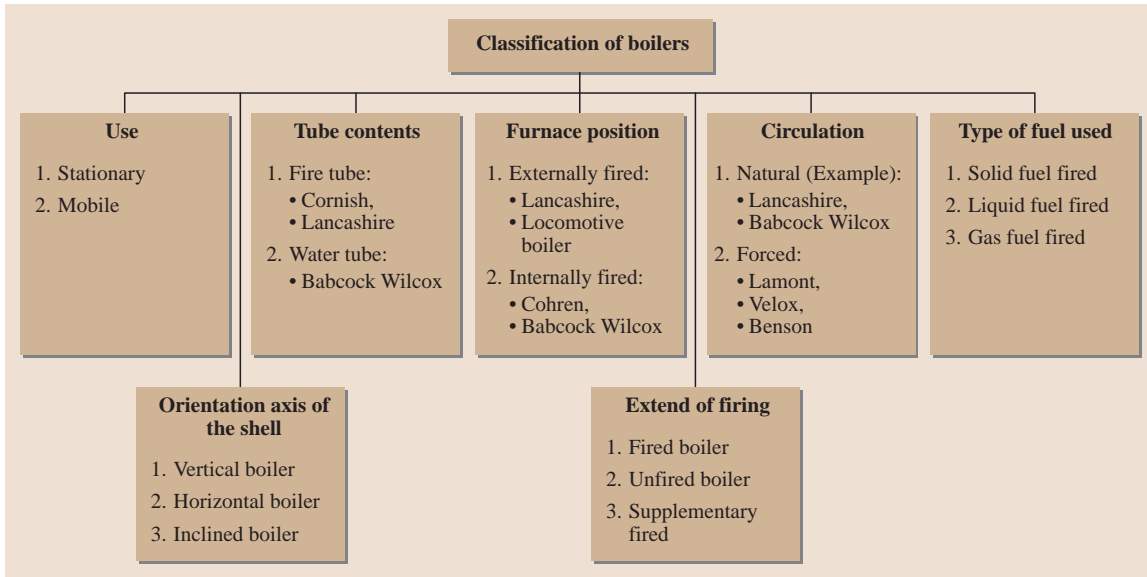 Classification of boilers
Use
1. Stationary
2. Mobile
Tube contents
1. Fire tube:
• Cornish,
• Lancashire
2. Water tube:
• Babcock Wilcox
Furnace position
1. Externally fired:
• Lancashire,
• Locomotive
boiler
2. Internally fired:
• Cohren,
• Babcock Wilcox
Circulation
1. Natural (Example):
• Lancashire,
• Babcock Wilcox
2. Forced:
• Lamont,
• Velox,
• Benson
Type of fuel used
1. Solid fuel fired
2. Liquid fuel fired
3. Gas fuel fired
Orientation axis of
the shell
1. Vertical boiler
2. Horizontal boiler
3. Inclined boiler
Extend of firing
1. Fired boiler
2. Unfired boiler
3. Supplementary
fired